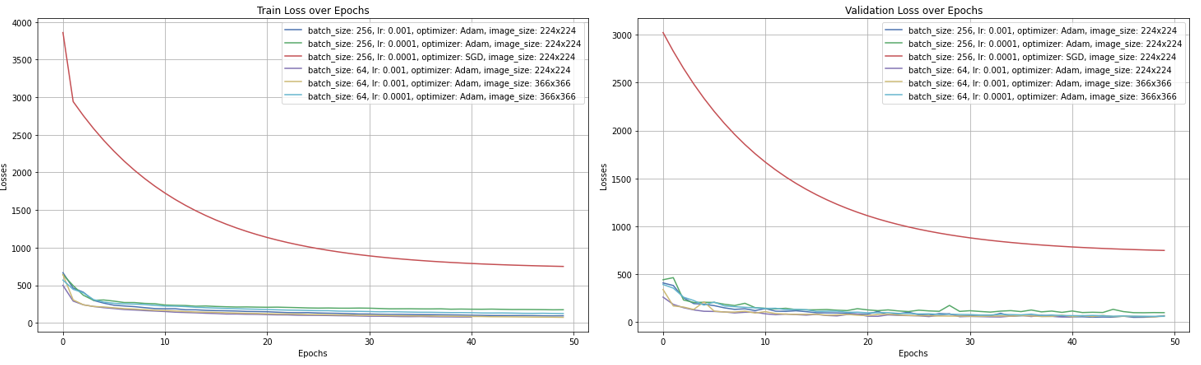 Train Loss over Epochs
4000
3500
3000
2500
2000
1500
1000
500
0
Losses
batch_size: 256, lr: 0.001, optimizer: Adam, image_size: 224x224
batch_size: 256, lr: 0.0001, optimizer: Adam, image_size: 224x224
batch_size: 256, lr: 0.0001, optimizer: SGD, image_size: 224x224
batch_size: 64, lr: 0.001, optimizer: Adam, image_size: 224x224
batch_size: 64, lr: 0.001, optimizer: Adam, image_size: 366x366
batch_size: 64, lr: 0.0001, optimizer: Adam, image_size: 366x366
0 10 20 30 40 50
Epochs
Validation Loss over Epochs
3000
2500
2000
1500
1000
500
0
Losses
batch_size: 256, lr: 0.001, optimizer: Adam, image_size: 224x224
batch_size: 256, lr: 0.0001, optimizer: Adam, image_size: 224x224
batch_size: 256, lr: 0.0001, optimizer: SGD, image_size: 224x224
batch_size: 64, lr: 0.001, optimizer: Adam, image_size: 224x224
batch_size: 64, lr: 0.001, optimizer: Adam, image_size: 366x366
batch_size: 64, lr: 0.0001, optimizer: Adam, image_size: 366x366
0 10 20 30 40 50
Epochs